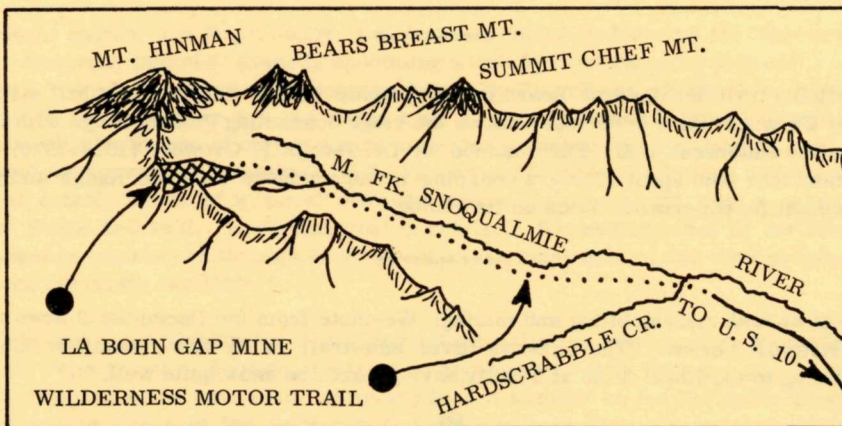 MT. HINMAN
BEARS BREAST MT.
SUMMIT CHIEF MT.
M. FK. SNOQUALMIE
RIVER
TO U.S. 10
HARDSCRABBLE CR.
LA BOHN GAP MINE
WILDERNESS MOTOR TRAIL